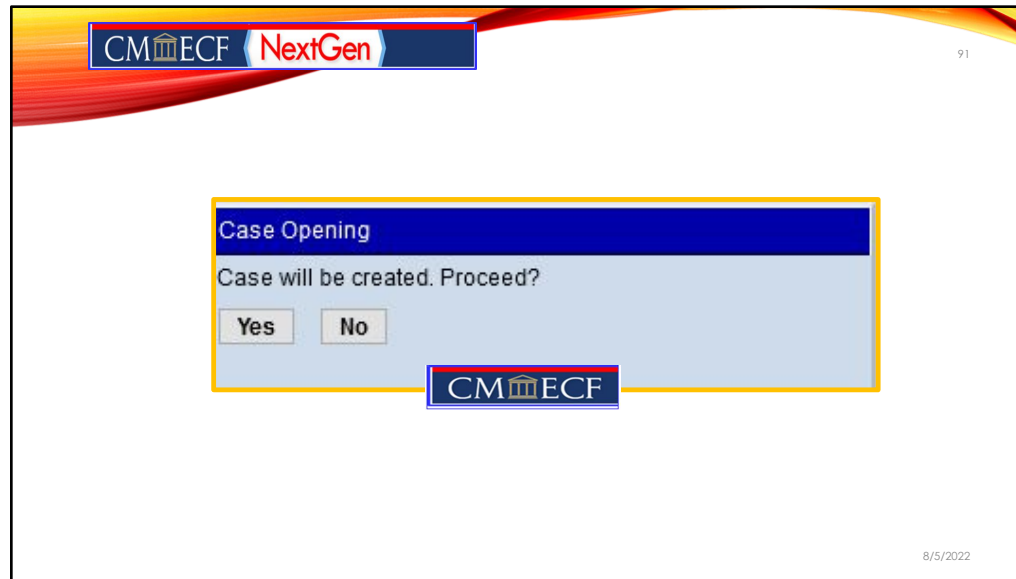 CM ECF NextGen
91
Case Opening
Case will be created. Proceed?
Yes No
CM ECF
8/5/2022